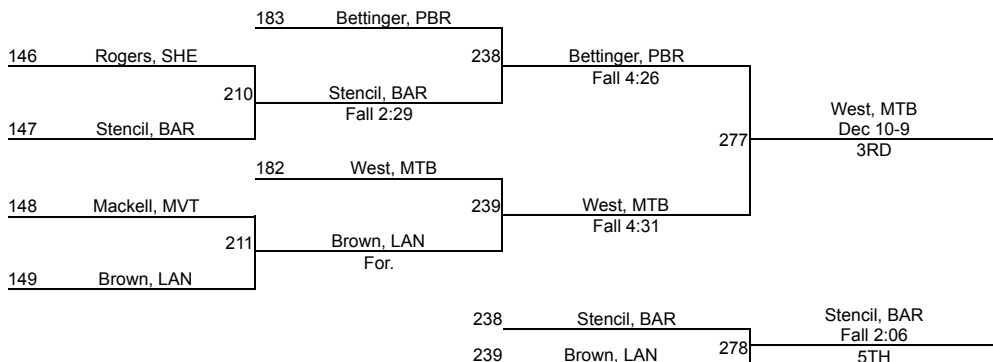 183 Bettinger, PBR
146 Rogers, SHE
238
Bettinger, PBR
Fall 4:26
210
Stencil, BAR
Fall 2:29
147 Stencil, BAR
277
West, MTB
Dec 10-9
3RD
182 West, MTB
148 Mackell, MVT
239
West, MTB
Fall 4:31
211
Brown, LAN
For.
149 Brown, LAN
238 Stencil, BAR
278
Stencil, BAR
Fall 2:06
5TH
239 Brown, LAN